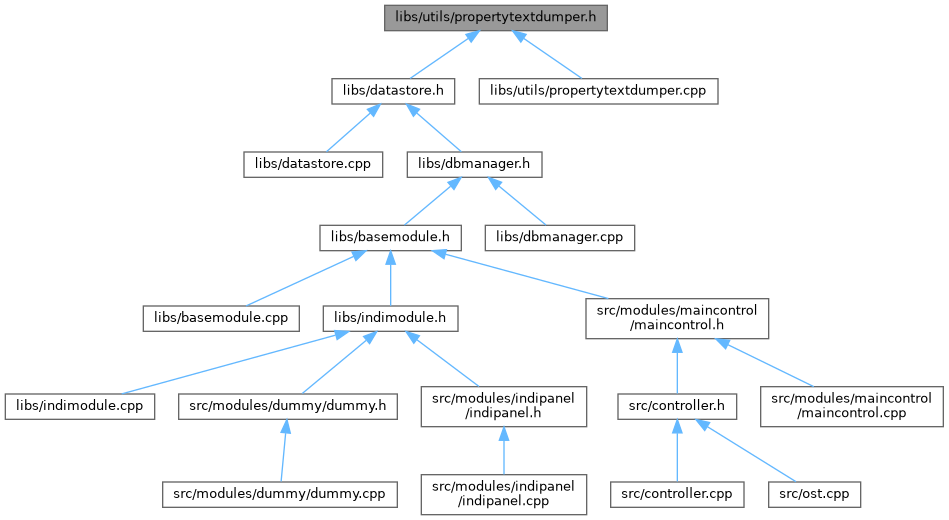 libs/utils/propertytextdumper.h
libs/datastore.h
libs/utils/propertytextdumper.cpp
libs/datastore.cpp
libs/dbmanager.h
libs/basemodule.h
libs/dbmanager.cpp
libs/basemodule.cpp
libs/indimodule.h
src/modules/maincontrol
/maincontrol.h
libs/indimodule.cpp
src/modules/dummy/dummy.h
src/modules/indipanel
/indipanel.h
src/controller.h
src/modules/maincontrol
/maincontrol.cpp
src/modules/dummy/dummy.cpp
src/modules/indipanel
/indipanel.cpp
src/controller.cpp
src/ost.cpp